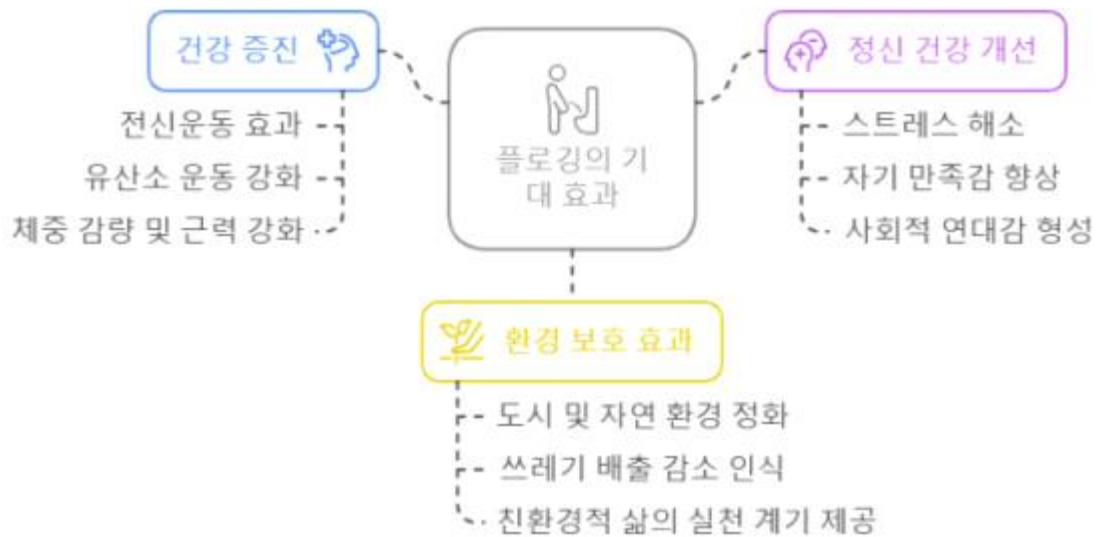 건강 증진
전신운동 효과
유산소 운동 강화
체중 감량 및 근력 강화
플로깅의 기
대 효과
정신 건강 개선
스트레스 해소
자기 만족감 향상
사회적 연대감 형성
환경 보호 효과
도시 및 자연 환경 정화
쓰레기 배출 감소 인식
친환경적 삶의 실천 계기 제공